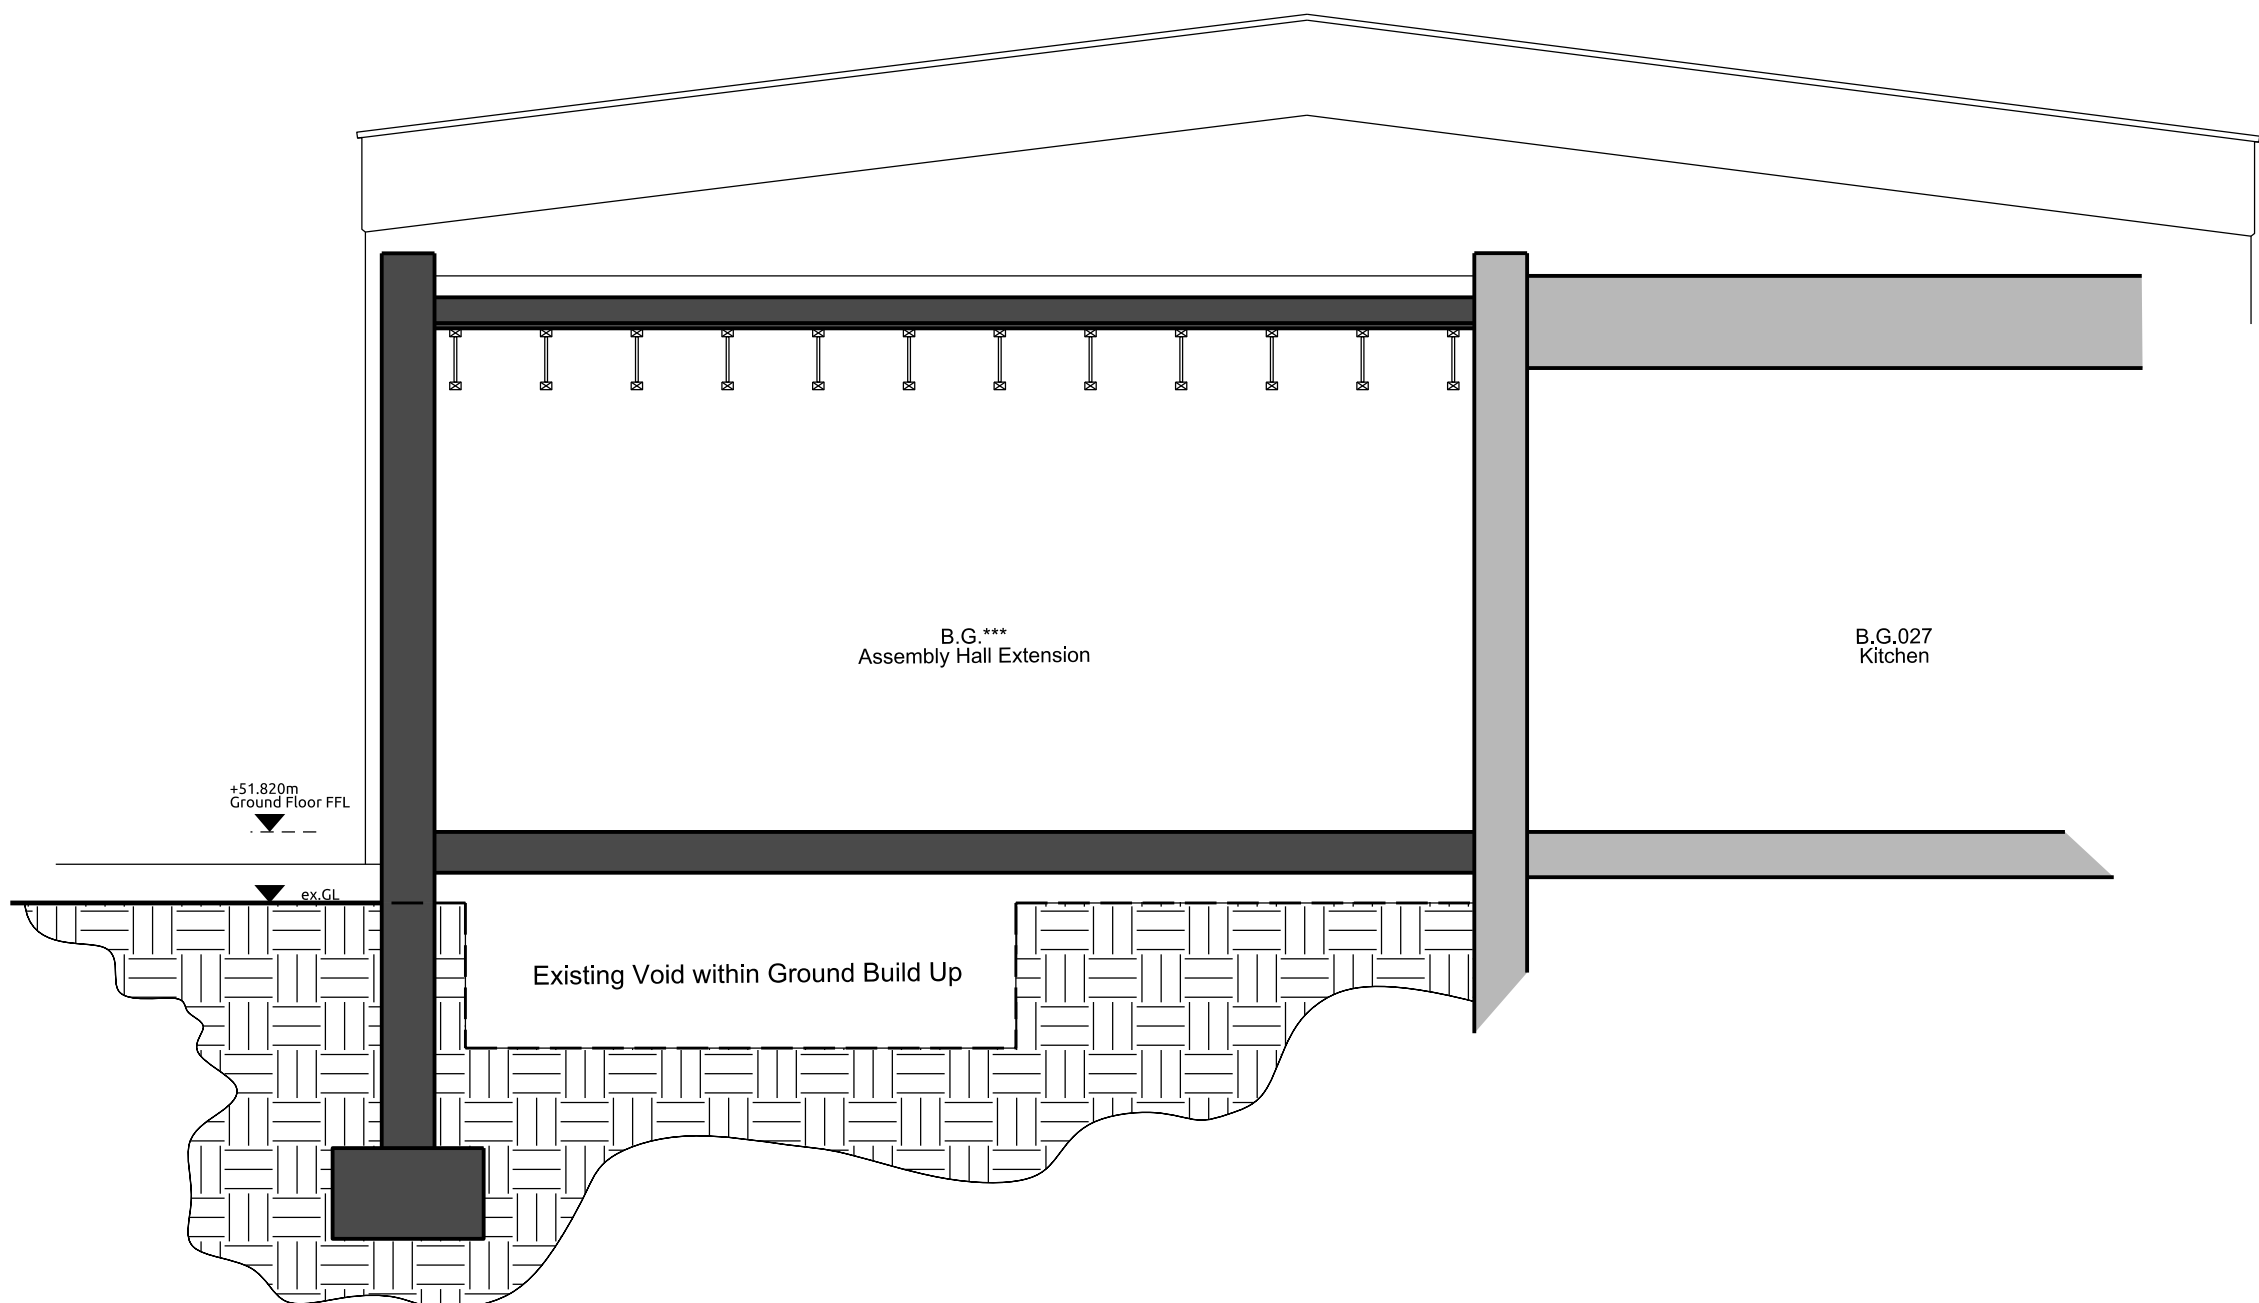 B.G.***
Assembly Hall Extension
B.G.027
Kitchen
+51.820m
Ground Floor FFL
ex.GL
Existing Void within Ground Build Up